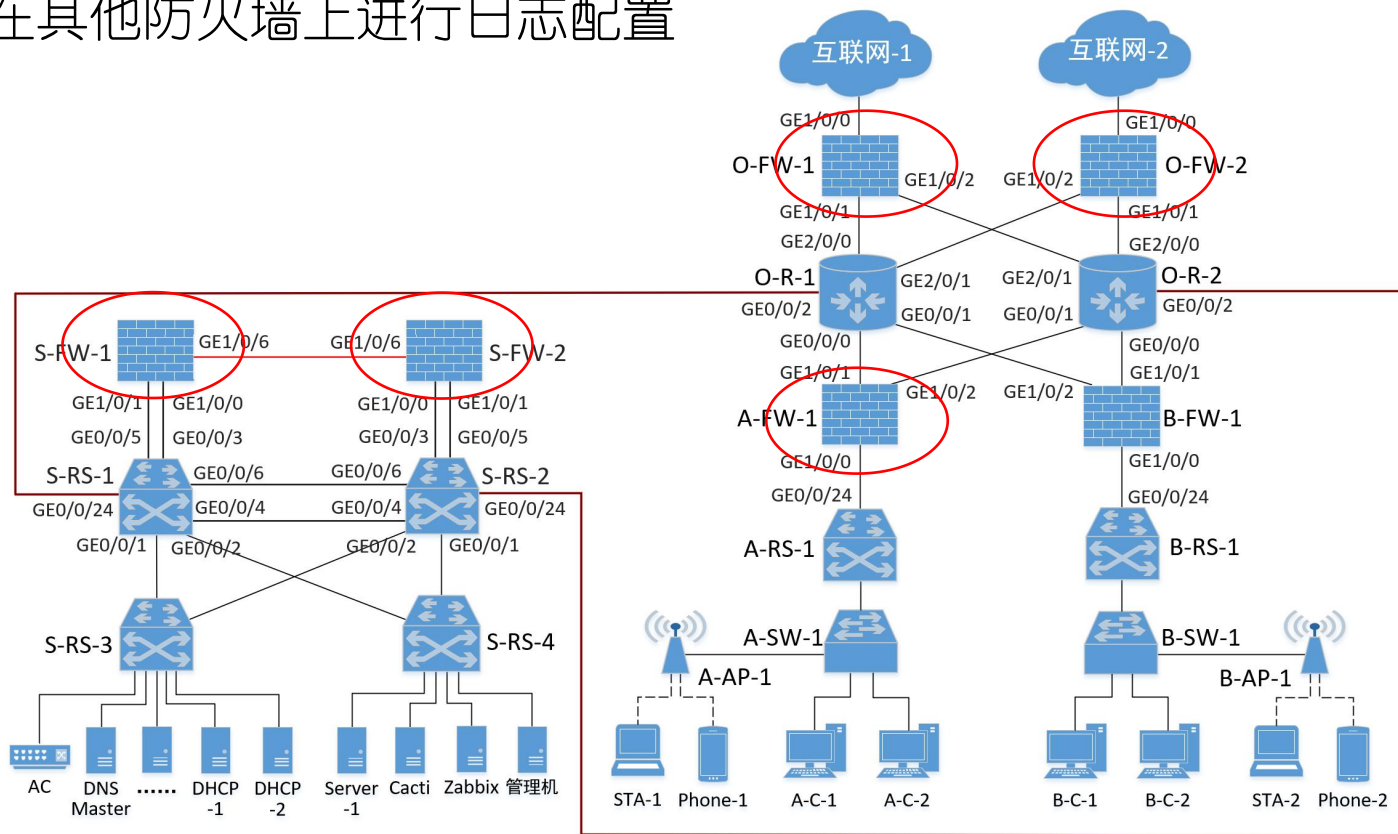 在其他防火墙上进行日志配置
互联网-1
互联网-2
GE1/0/0
GE1/0/0
O-FW-1
O-FW-2
GE1/0/2
GE1/0/2
GE1/0/1
GE1/0/1
GE2/0/0
GE2/0/0
O-R-1
O-R-2
GE2/0/1
GE2/0/1
GE0/0/2
GE0/0/2
GE0/0/1
GE0/0/1
GE0/0/0
GE0/0/0
S-FW-1
GE1/0/6
GE1/0/6
S-FW-2
GE1/0/1
GE1/0/1
GE1/0/2
GE1/0/2
GE1/0/1
GE1/0/0
GE1/0/0
GE1/0/1
A-FW-1
B-FW-1
GE0/0/5
GE0/0/3
GE0/0/3
GE0/0/5
GE1/0/0
GE1/0/0
S-RS-1
GE0/0/6
GE0/0/6
S-RS-2
GE0/0/24
GE0/0/24
GE0/0/24
GE0/0/4
GE0/0/4
GE0/0/24
GE0/0/1
GE0/0/2
GE0/0/2
GE0/0/1
A-RS-1
B-RS-1
S-RS-3
S-RS-4
A-SW-1
B-SW-1
A-AP-1
B-AP-1
AC
DNS
Master
......
DHCP
-1
DHCP
-2
Server
-1
Cacti
Zabbix
管理机
STA-1
Phone-1
A-C-1
A-C-2
B-C-1
B-C-2
STA-2
Phone-2